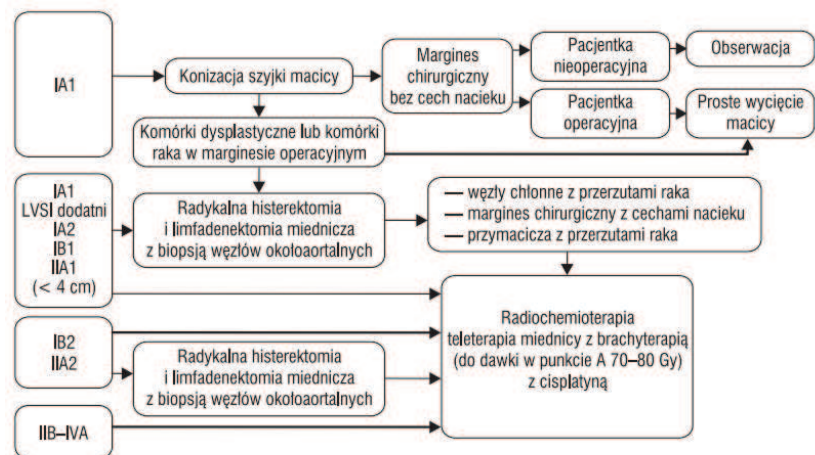 IA1
Konizacja szyjki macicy
Margines
chirurgiczny
bez cech nacieku
Pacjentka
nieoperacyjna
Obserwacja
Pacjentka
operacyjna
Proste wycięcie
macicy
Komórki dysplastyczne lub komórki
raka w marginesie operacyjnym
IA1
LVSI dodatni
IA2
IB1
IIA1
(< 4 cm)
Radykalna histerektomia
i limfadenektomia miednicza
z biopsją węzłów okołoaortalnych
— węzły chłonne z przerzutami raka
— margines chirurgiczny z cechami nacieku
— przymacicza z przerzutami raka
IB2
IIA2
Radykalna histerektomia
i limfadenektomia miednicza
z biopsją węzłów okołoaortalnych
Radiochemioterapia
teleterapia miednicy z brachyterapią
(do dawki w punkcie A 70–80 Gy)
z cisplatyną
IIB–IVA